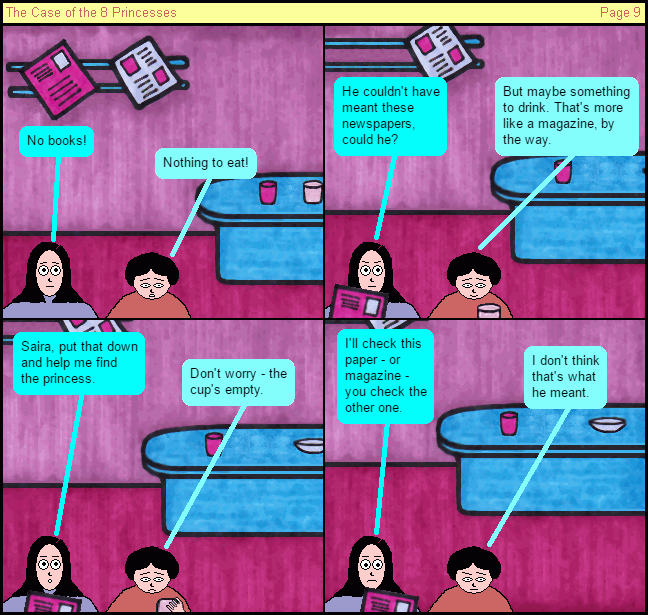 The Case of the 8 Princesses
Page 9
No books!
Nothing to eat!
He couldn't have
meant these
newspapers,
could he?
But maybe something
to drink. That's more
like a magazine, by
the way.
Saira, put that down
and help me find
the princess.
Don't worry - the
cup's empty.
I'll check this
paper - or
magazine -
you check the
other one.
I don't think
that's what
he meant.